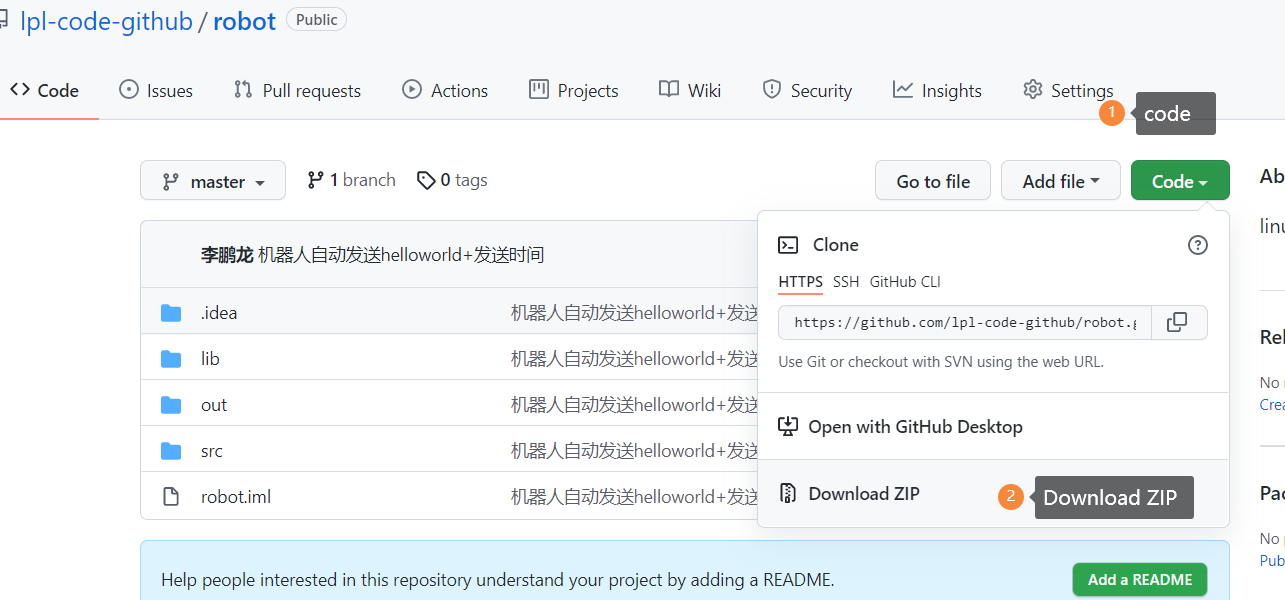 lpl-code-github / robot Public
Code Issues Pull requests Actions Projects Wiki Security Insights Settings
1 code
master 1 branch 0 tags Go to file Add file Code
李鹏龙 机器人自动发送helloworld+发送时间
.idea 机器人自动发送helloworld+发送
lib 机器人自动发送helloworld+发送
out 机器人自动发送helloworld+发送
src 机器人自动发送helloworld+发送
robot.iml 机器人自动发送helloworld+发送
Clone
HTTPS SSH GitHub CLI
https://github.com/lpl-code-github/robot.g
Use Git or checkout with SVN using the web URL.
Open with GitHub Desktop
Download ZIP 2 Download ZIP
Help people interested in this repository understand your project by adding a README. Add a README
Ab
linu
Rel
No
Crea
Pac
No
Pub